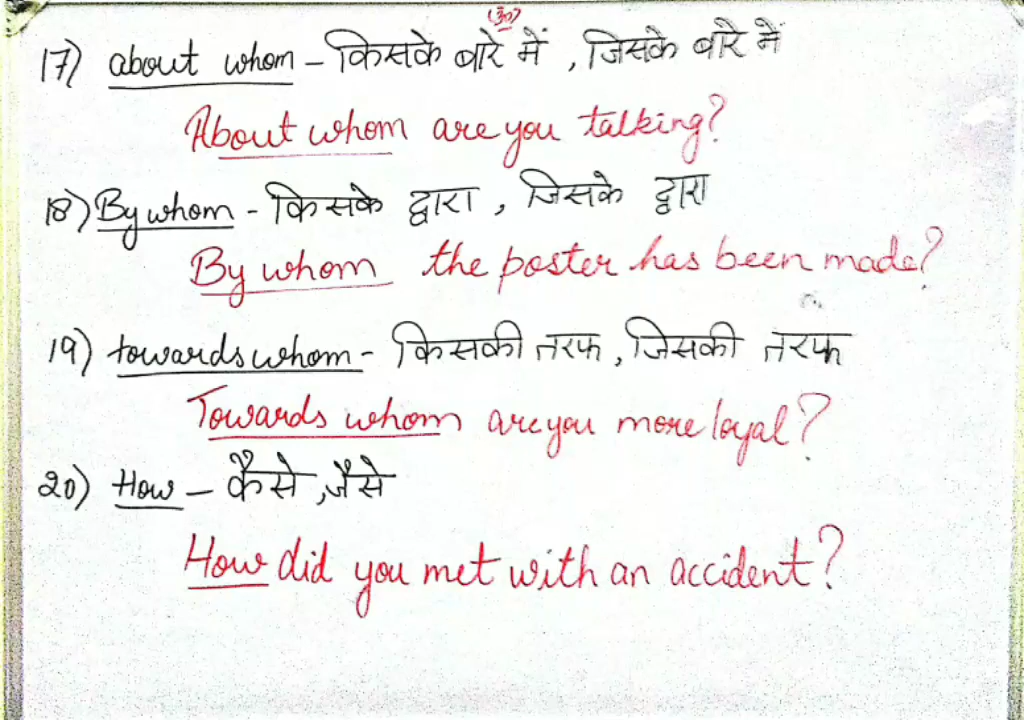 (उन)
17) about whom - किसके बारे में , जिसके बारे में
About whom are you talking?
18) By whom - किसके द्वारा , जिसके द्वारा
By whom the poster has been made?
19) towards whom - किसकी तरफ , जिसकी तरफ
Towards whom are you more loyal?
20) How - कैसे , जैसे
How did you met with an accident?